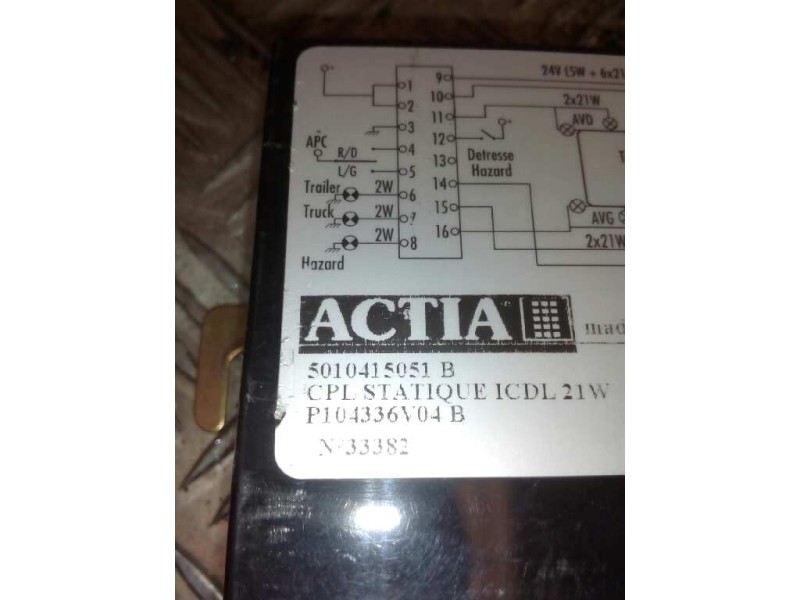 24V (5W + 6x21
1
9
2
10
2x21W
3
11
AVD
APC
R/D
4
12
Detresse
Hazard
L/G
5
13
Trailer
2W
6
14
Truck
2W
7
15
AVG
2W
8
16
2x21W
Hazard
ACTIA
5010415051 B
CPL STATIQUE ICDL 21W
P104336V04 B
N°33382